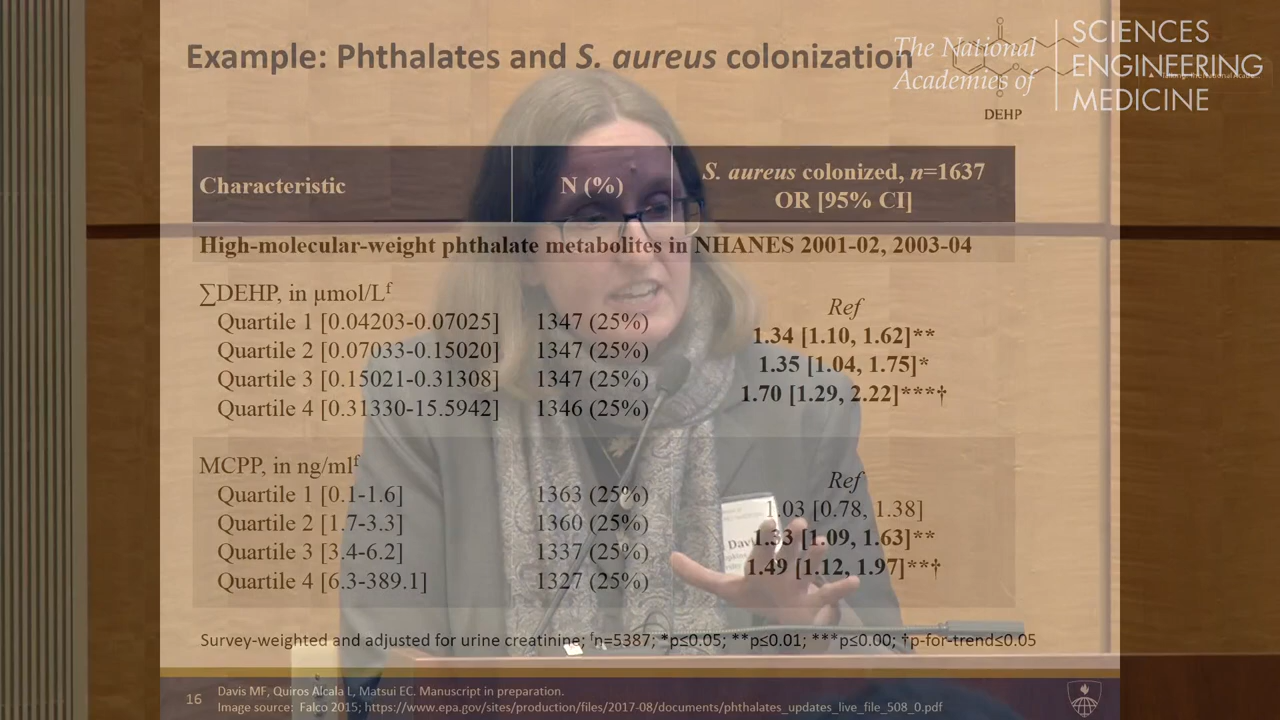 Example: Phthalates and S. aureus colonization
The National
Academies of
SCIENCES
ENGINEERING
MEDICINE
DEHP
Characteristic
N (%)
S. aureus colonized, n=1637
OR [95% CI]
High-molecular-weight phthalate metabolites in NHANES 2001-02, 2003-04
∑DEHP, in µmol/Lᶠ
Ref
Quartile 1 [0.04203-0.07025] 1347 (25%)
1.34 [1.10, 1.62]**
Quartile 2 [0.07033-0.15020] 1347 (25%)
1.35 [1.04, 1.75]*
Quartile 3 [0.15021-0.31308] 1347 (25%)
1.70 [1.29, 2.22]***†
Quartile 4 [0.31330-15.5942] 1346 (25%)
MCPP, in ng/mlᶠ
Ref
Quartile 1 [0.1-1.6] 1363 (25%)
1.03 [0.78, 1.38]
Quartile 2 [1.7-3.3] 1360 (25%)
1.33 [1.09, 1.63]**
Quartile 3 [3.4-6.2] 1337 (25%)
1.49 [1.12, 1.97]**†
Quartile 4 [6.3-389.1] 1327 (25%)
Survey-weighted and adjusted for urine creatinine; ᶠn=5387; *p≤0.05; **p≤0.01; ***p≤0.00; †p-for-trend≤0.05
16
Davis MF, Quiros Alcala L, Matsui EC. Manuscript in preparation.
Image source: Falco 2015; https://www.epa.gov/sites/production/files/2017-08/documents/phthalates_updates_live_file_508_0.pdf